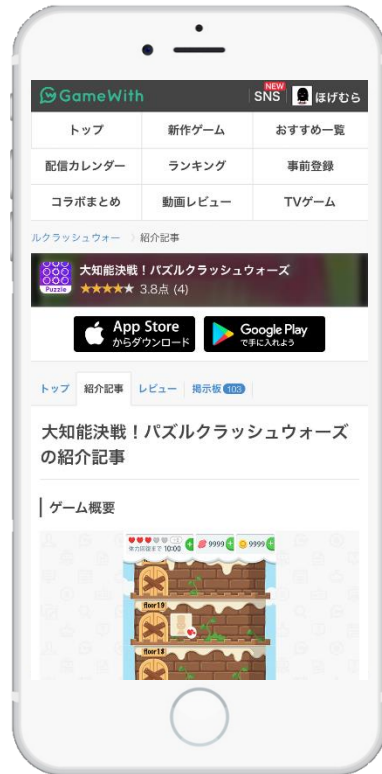 GameWith
NEW
SNS ほげむら
トップ 新作ゲーム おすすめ一覧
配信カレンダー ランキング 事前登録
コラボまとめ 動画レビュー TVゲーム
ルクラッシュウォー 紹介記事
大知能決戦！パズルクラッシュウォーズ
★★★★★ 3.8点 (4)
Puzzle
App Store
からダウンロード
Google Play
で手に入れよう
トップ 紹介記事 レビュー 掲示板 103
大知能決戦！パズルクラッシュウォーズ
の紹介記事
ゲーム概要
体力回復まで 10:00 9999 9999
floor19
floor18